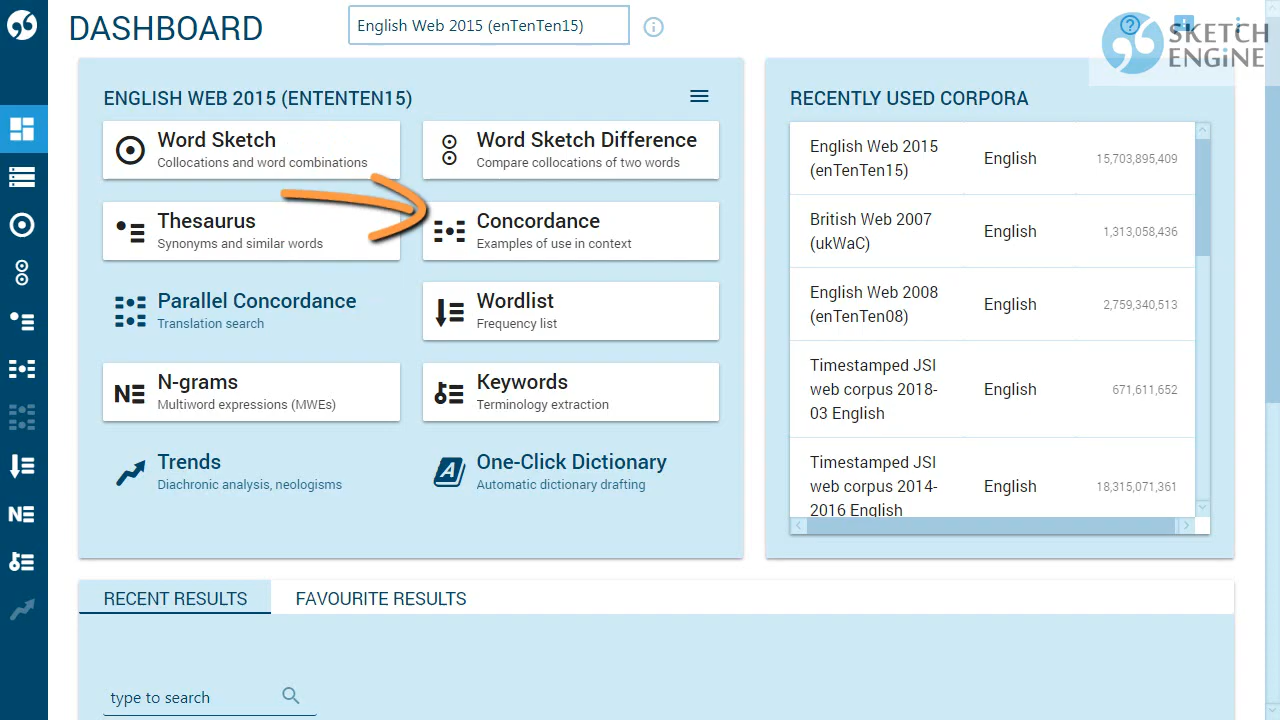 DASHBOARD
English Web 2015 (enTenTen15)
SKETCH
ENGINE
ENGLISH WEB 2015 (ENTENTEN15)
Word Sketch
Collocations and word combinations
Word Sketch Difference
Compare collocations of two words
Thesaurus
Synonyms and similar words
Concordance
Examples of use in context
Parallel Concordance
Translation search
Wordlist
Frequency list
N-grams
Multiword expressions (MWEs)
Keywords
Terminology extraction
Trends
Diachronic analysis, neologisms
One-Click Dictionary
Automatic dictionary drafting
RECENTLY USED CORPORA
English Web 2015
(enTenTen15)
English
15,703,895,409
British Web 2007
(ukWaC)
English
1,313,058,436
English Web 2008
(enTenTen08)
English
2,759,340,513
Timestamped JSI
web corpus 2018-
03 English
English
671,611,652
Timestamped JSI
web corpus 2014-
2016 English
English
18,315,071,361
RECENT RESULTS
FAVOURITE RESULTS
type to search